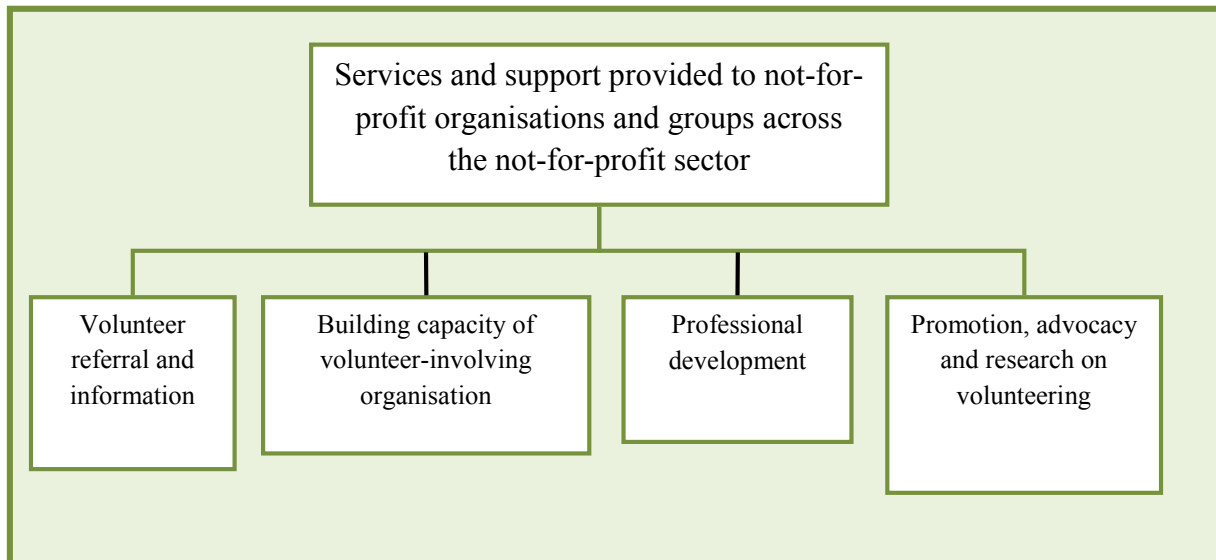 Services and support provided to not-for-
profit organisations and groups across
the not-for-profit sector
Volunteer
referral and
information
Building capacity of
volunteer-involving
organisation
Professional
development
Promotion, advocacy
and research on
volunteering